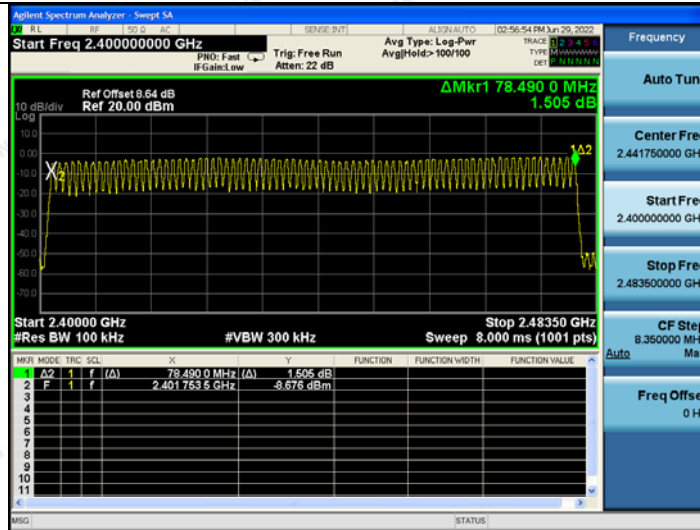 Agilent Spectrum Analyzer - Swept SA
RL RF 50 Ω AC SENSE:INT ALIGNAUTO 02:56:54 PM Jun 29, 2022
Start Freq 2.400000000 GHz
PNO: Fast
IFGain:Low
Trig: Free Run
Atten: 22 dB
Avg Type: Log-Pwr
Avg|Hold:> 100/100
TRACE 1 2 3 4 5 6
TYPE M
DET P N N N N N
Ref Offset 8.64 dB
10 dB/div Ref 20.00 dBm
ΔMkr1 78.490 0 MHz
1.505 dB
Log
10.0
0.00
-10.0
-20.0
-30.0
-40.0
-50.0
-60.0
-70.0
X2
1Δ2
Start 2.40000 GHz Stop 2.48350 GHz
#Res BW 100 kHz #VBW 300 kHz Sweep 8.000 ms (1001 pts)
MKR MODE TRC SCL X Y FUNCTION FUNCTION WIDTH FUNCTION VALUE
1 Δ2 1 f (Δ) 78.490 0 MHz (Δ) 1.505 dB
2 F 1 f 2.401 753 5 GHz -8.676 dBm
3
4
5
6
7
8
9
10
11
MSG STATUS
Frequency
Auto Tun
Center Fre
2.441750000 GH
Start Fre
2.400000000 GH
Stop Fre
2.483500000 GH
CF Ste
8.350000 MH
Auto Ma
Freq Offse
0 H